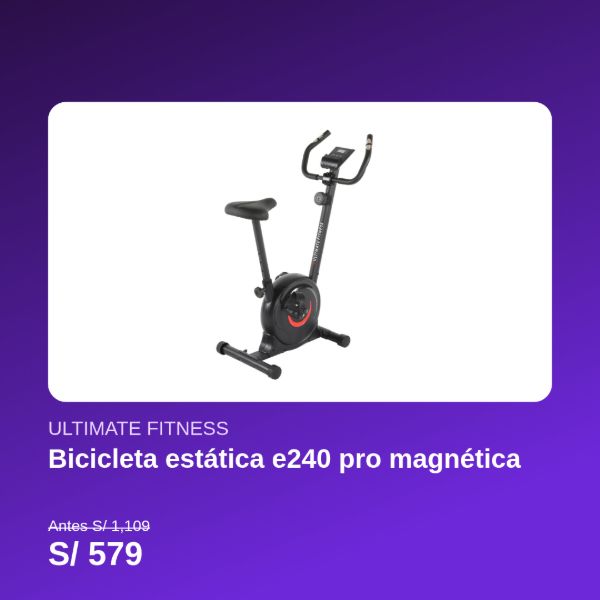 ULTIMATE FITNESS
Bicicleta estática e240 pro magnética
Antes S/ 1,109
S/ 579